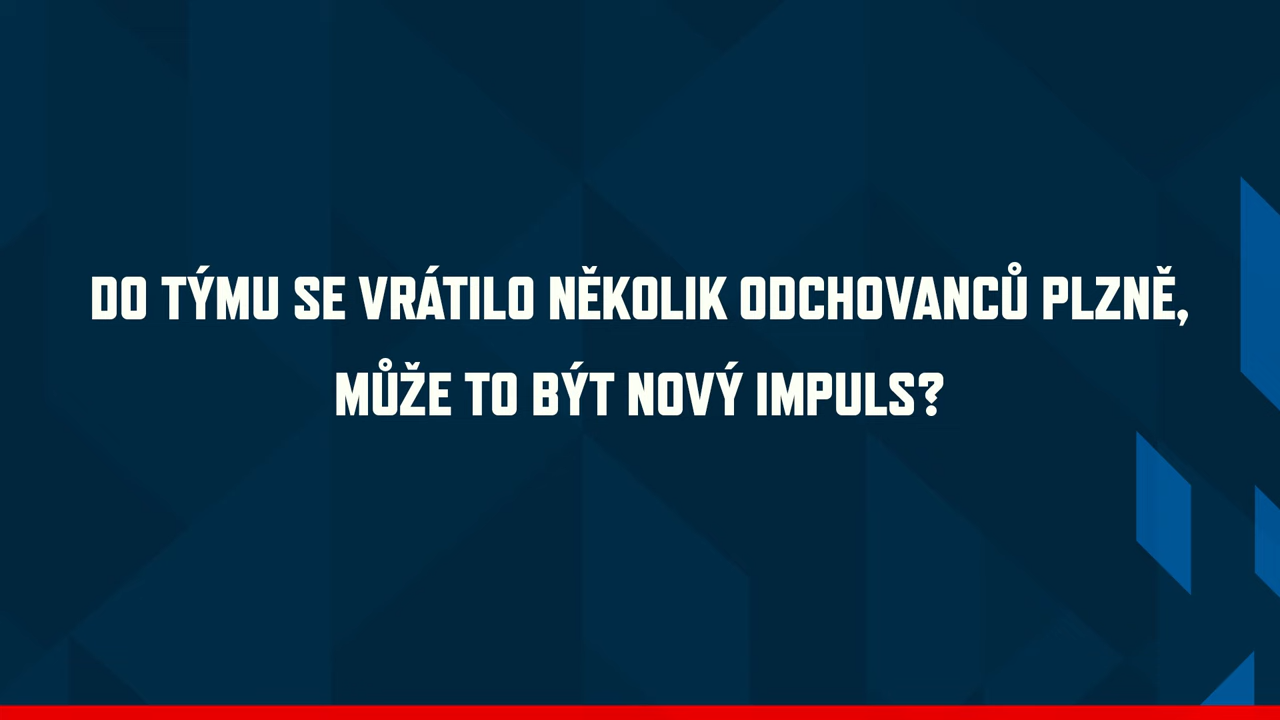 DO TÝMU SE VRÁTILO NĚKOLIK ODCHOVANCŮ PLZNĚ,
MŮŽE TO BÝT NOVÝ IMPULS?